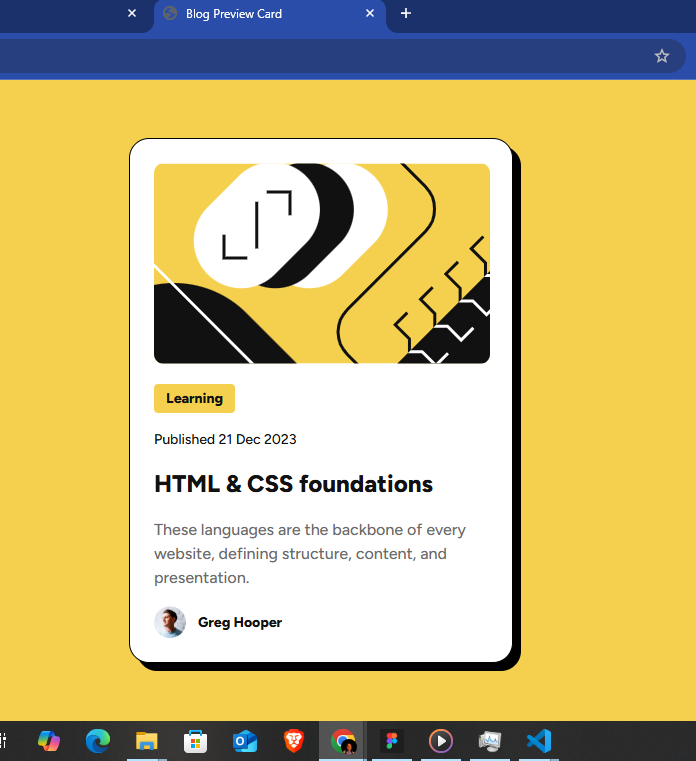 Blog Preview Card
Learning
Published 21 Dec 2023
HTML & CSS foundations
These languages are the backbone of every
website, defining structure, content, and
presentation.
Greg Hooper